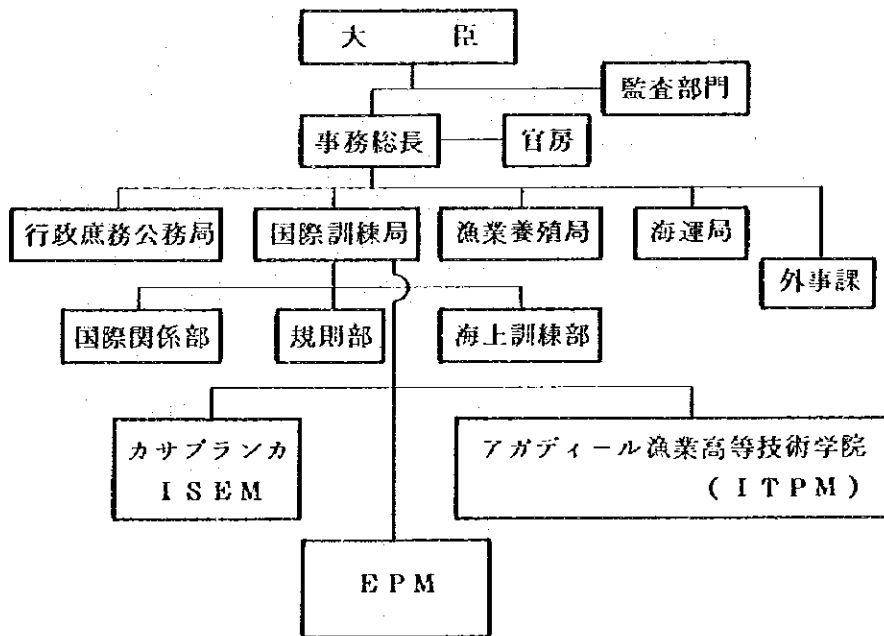 大臣
監査部門
事務総長
官房
行政庶務公務局
国際訓練局
漁業養殖局
海運局
外事課
国際関係部
規則部
海上訓練部
カサブランカ
ISEM
アガディール漁業高等技術学院
(ITPM)
EPM